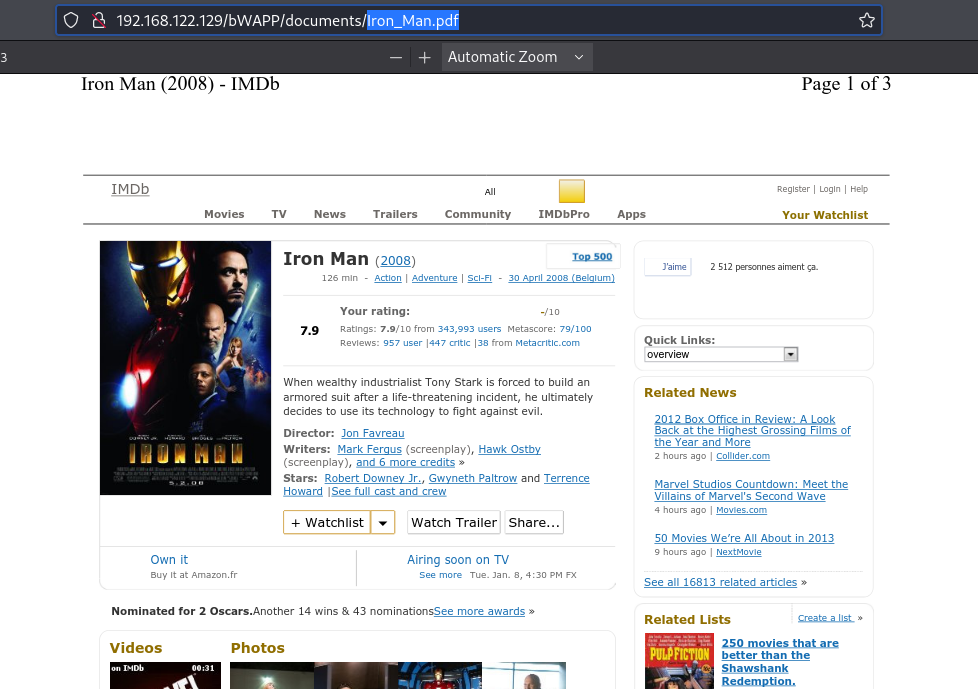 192.168.122.129/bWAPP/documents/Iron_Man.pdf
3
— + Automatic Zoom
Iron Man (2008) - IMDb Page 1 of 3
IMDb
All
Register | Login | Help
Movies TV News Trailers Community IMDbPro Apps
Your Watchlist
IRON MAN
5.2.08
Iron Man (2008)
Top 500
126 min - Action | Adventure | Sci-Fi - 30 April 2008 (Belgium)
7.9
Your rating: -/10
Ratings: 7.9/10 from 343,993 users Metascore: 79/100
Reviews: 957 user |447 critic |38 from Metacritic.com
When wealthy industrialist Tony Stark is forced to build an
armored suit after a life-threatening incident, he ultimately
decides to use its technology to fight against evil.
Director: Jon Favreau
Writers: Mark Fergus (screenplay), Hawk Ostby
(screenplay), and 6 more credits »
Stars: Robert Downey Jr., Gwyneth Paltrow and Terrence
Howard |See full cast and crew
+ Watchlist
Watch Trailer
Share...
Own it
Buy it at Amazon.fr
Airing soon on TV
See more Tue. Jan. 8, 4:30 PM FX
Nominated for 2 Oscars.Another 14 wins & 43 nominationsSee more awards »
Videos
on IMDb 00:31
Photos
J'aime 2 512 personnes aiment ça.
Quick Links:
overview
Related News
2012 Box Office in Review: A Look
Back at the Highest Grossing Films of
the Year and More
2 hours ago | Collider.com
Marvel Studios Countdown: Meet the
Villains of Marvel's Second Wave
4 hours ago | Movies.com
50 Movies We're All About in 2013
9 hours ago | NextMovie
See all 16813 related articles »
Related Lists
Create a list »
PULP FICTION
250 movies that are
better than the
Shawshank
Redemption.